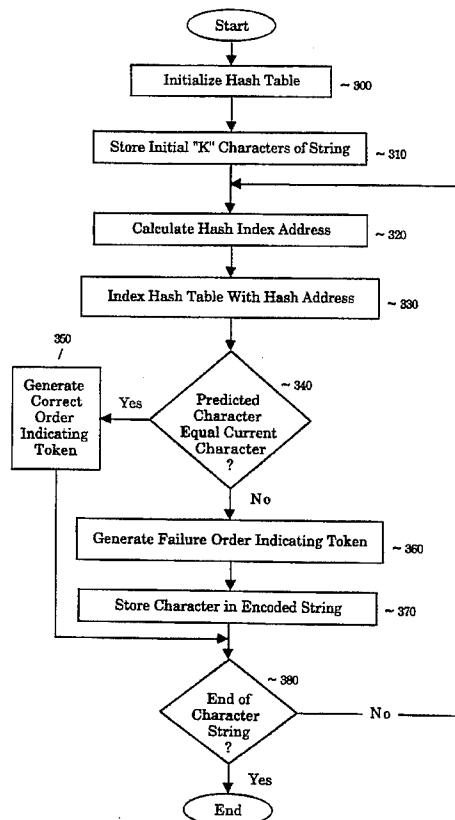 Start
Initialize Hash Table
~ 300
Store Initial "K" Characters of String
~ 310
Calculate Hash Index Address
~ 320
Index Hash Table With Hash Address
~ 330
350
/
Generate
Correct
Order
Indicating
Token
Yes
~ 340
Predicted
Character
Equal Current
Character
?
No
Generate Failure Order Indicating Token
~ 360
Store Character in Encoded String
~ 370
~ 380
End of
Character
String
?
No
Yes
End